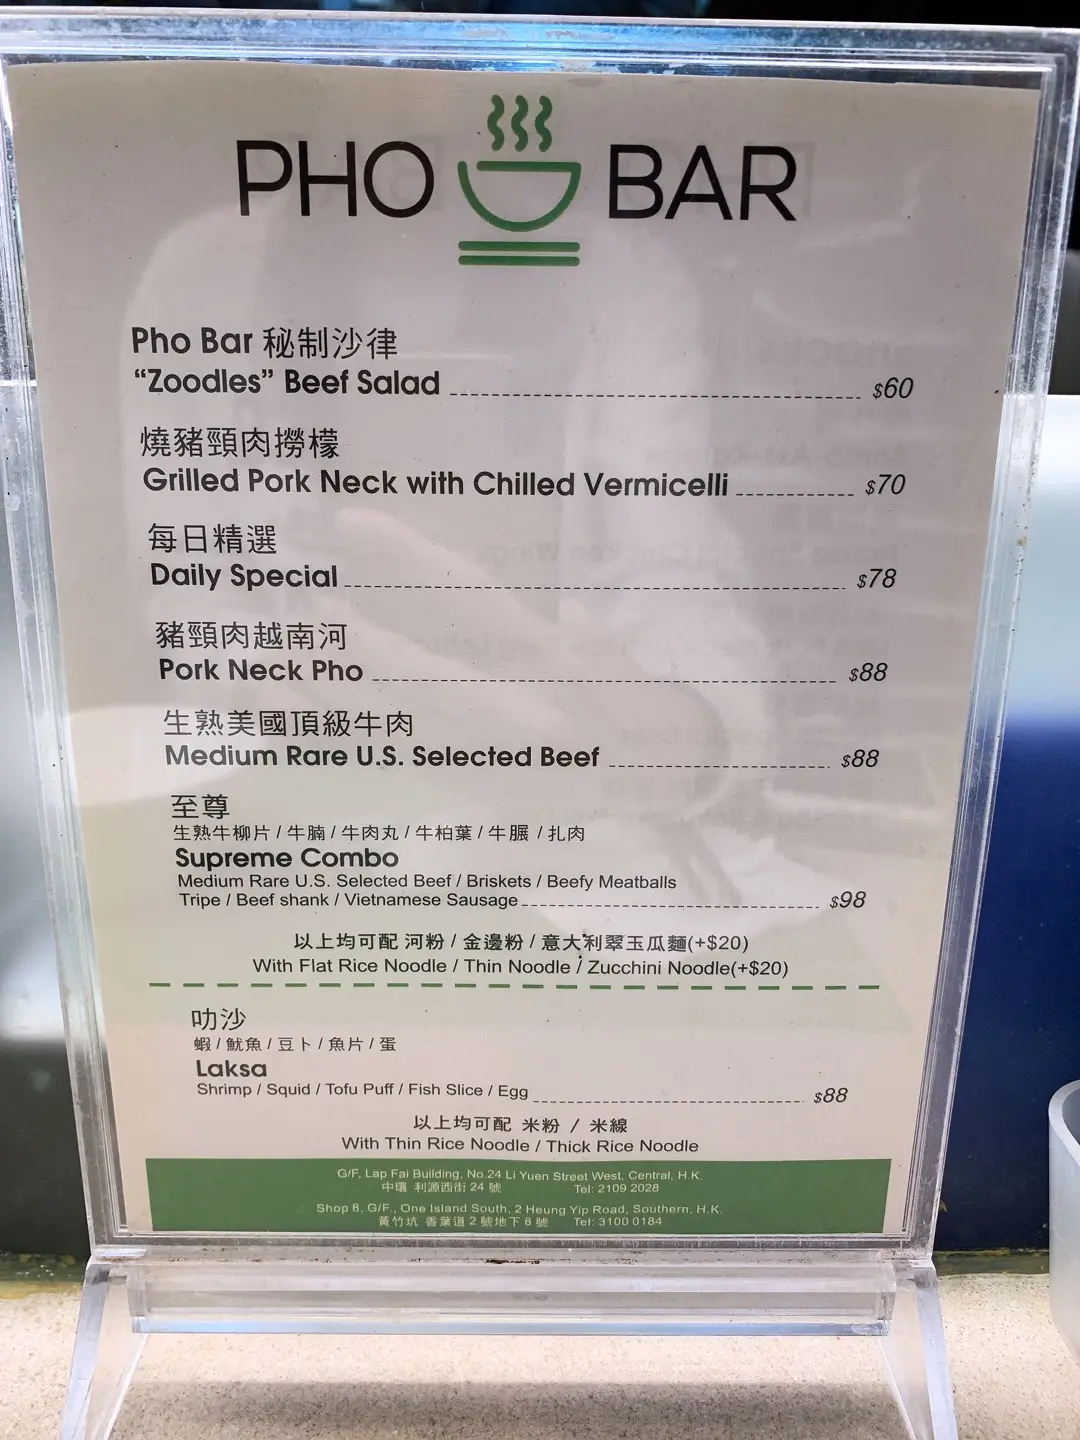 PHO BAR
Pho Bar 秘制沙律
“Zoodles” Beef Salad $60
燒豬頸肉撈檬
Grilled Pork Neck with Chilled Vermicelli $70
每日精選
Daily Special $78
豬頸肉越南河
Pork Neck Pho $88
生熟美國頂級牛肉
Medium Rare U.S. Selected Beef $88
至尊
生熟牛柳片 / 牛腩 / 牛肉丸 / 牛柏葉 / 牛𦟌 / 扎肉
Supreme Combo
Medium Rare U.S. Selected Beef / Briskets / Beefy Meatballs
Tripe / Beef shank / Vietnamese Sausage $98
以上均可配 河粉 / 金邊粉 / 意大利翠玉瓜麵(+$20)
With Flat Rice Noodle / Thin Noodle / Zucchini Noodle(+$20)
叻沙
蝦 / 魷魚 / 豆卜 / 魚片 / 蛋
Laksa
Shrimp / Squid / Tofu Puff / Fish Slice / Egg $88
以上均可配 米粉 / 米線
With Thin Rice Noodle / Thick Rice Noodle
G/F, Lap Fai Building, No 24 Li Yuen Street West, Central, H.K.
中環 利源西街 24 號 Tel: 2109 2028
Shop 8, G/F., One Island South, 2 Heung Yip Road, Southern, H.K.
黃竹坑 香葉道 2 號地下 8 號 Tel: 3100 0184